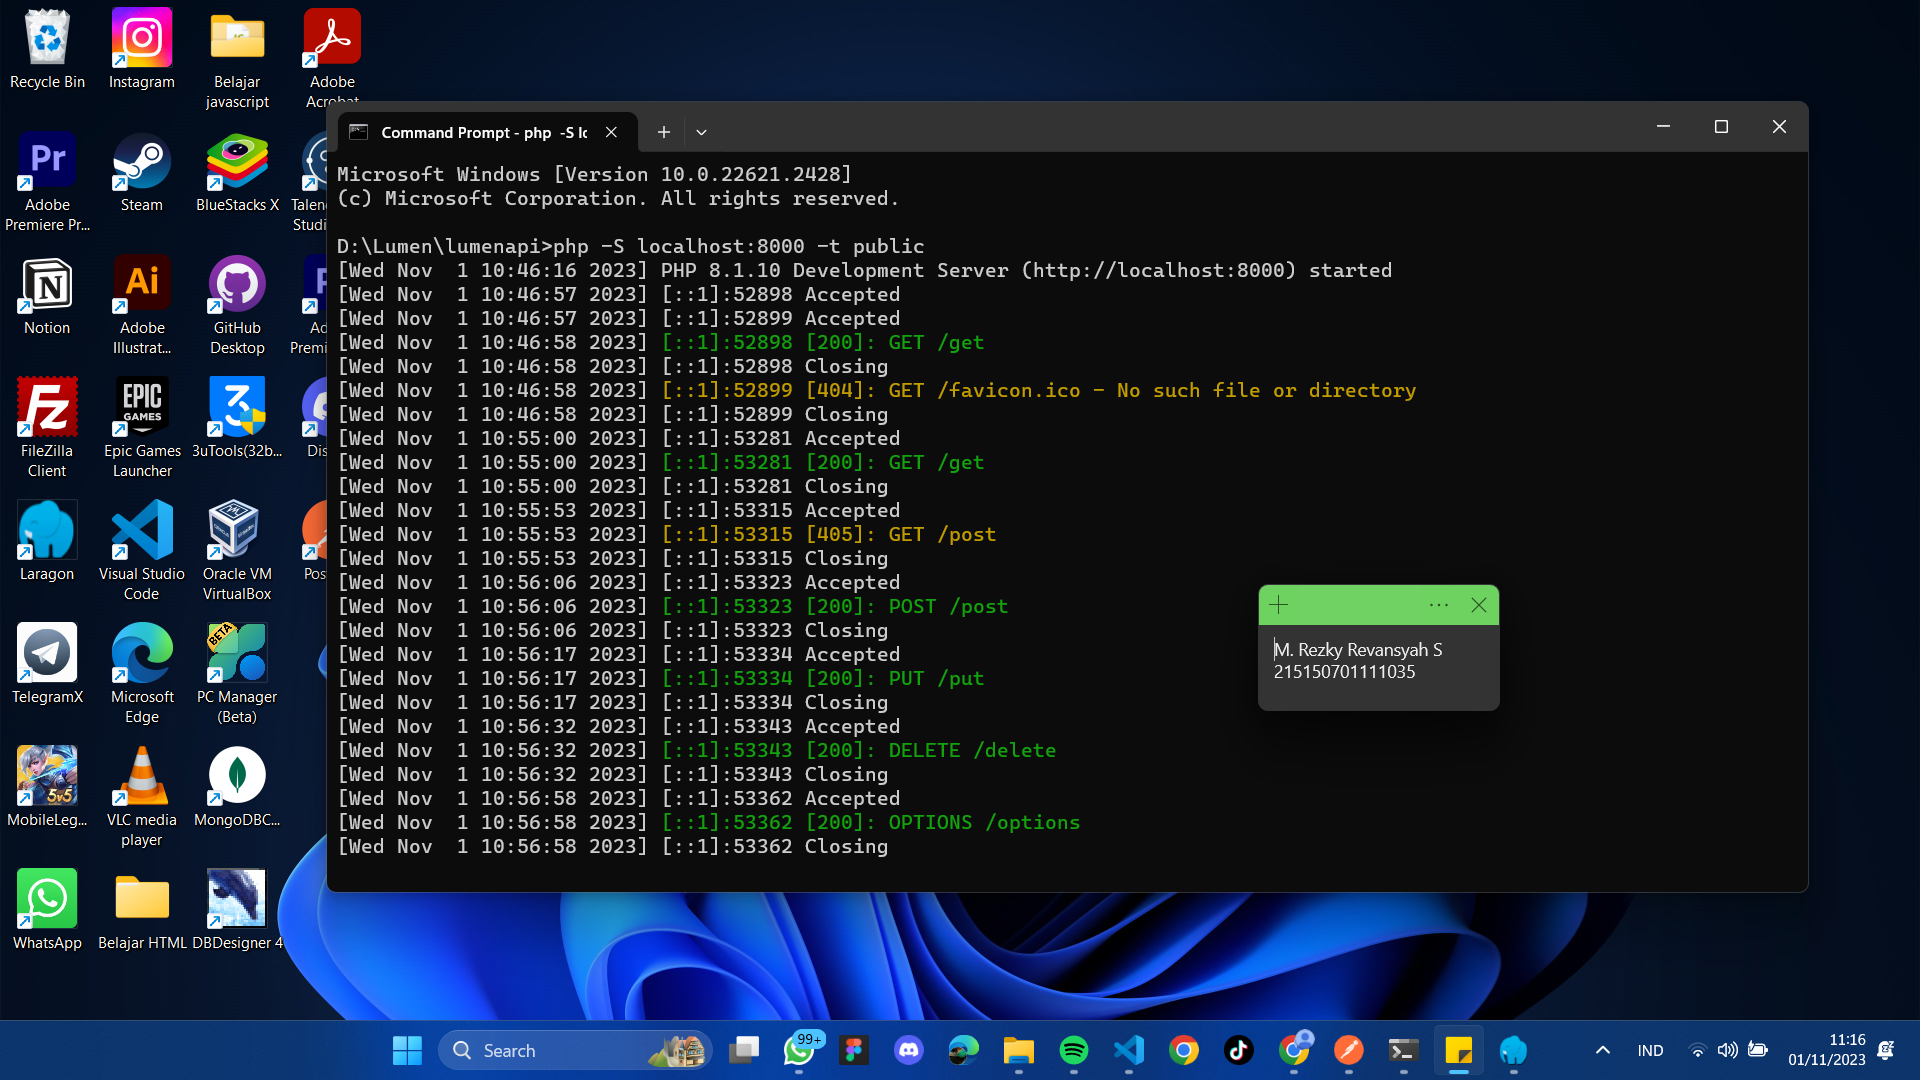 Recycle Bin
Instagram
Belajar
javascript
Adobe
Acrobat
Adobe
Premiere Pr...
Steam
BlueStacks X
Talen
Studi
Notion
Adobe
Illustrat...
GitHub
Desktop
Ad
Premi
FileZilla
Client
Epic Games
Launcher
3uTools(32b...
Dis
Laragon
Visual Studio
Code
Oracle VM
VirtualBox
Pos
TelegramX
Microsoft
Edge
PC Manager
(Beta)
MobileLeg...
VLC media
player
MongoDBC...
WhatsApp
Belajar HTML
DBDesigner 4
Pr
Ai
EPIC
GAMES
BETA
5v5
Command Prompt - php  -S lc
Microsoft Windows [Version 10.0.22621.2428]
(c) Microsoft Corporation. All rights reserved.
D:\Lumen\lumenapi>php -S localhost:8000 -t public
[Wed Nov  1 10:46:16 2023] PHP 8.1.10 Development Server (http://localhost:8000) started
[Wed Nov  1 10:46:57 2023] [::1]:52898 Accepted
[Wed Nov  1 10:46:57 2023] [::1]:52899 Accepted
[Wed Nov  1 10:46:58 2023] [::1]:52898 [200]: GET /get
[Wed Nov  1 10:46:58 2023] [::1]:52898 Closing
[Wed Nov  1 10:46:58 2023] [::1]:52899 [404]: GET /favicon.ico - No such file or directory
[Wed Nov  1 10:46:58 2023] [::1]:52899 Closing
[Wed Nov  1 10:55:00 2023] [::1]:53281 Accepted
[Wed Nov  1 10:55:00 2023] [::1]:53281 [200]: GET /get
[Wed Nov  1 10:55:00 2023] [::1]:53281 Closing
[Wed Nov  1 10:55:53 2023] [::1]:53315 Accepted
[Wed Nov  1 10:55:53 2023] [::1]:53315 [405]: GET /post
[Wed Nov  1 10:55:53 2023] [::1]:53315 Closing
[Wed Nov  1 10:56:06 2023] [::1]:53323 Accepted
[Wed Nov  1 10:56:06 2023] [::1]:53323 [200]: POST /post
[Wed Nov  1 10:56:06 2023] [::1]:53323 Closing
[Wed Nov  1 10:56:17 2023] [::1]:53334 Accepted
[Wed Nov  1 10:56:17 2023] [::1]:53334 [200]: PUT /put
[Wed Nov  1 10:56:17 2023] [::1]:53334 Closing
[Wed Nov  1 10:56:32 2023] [::1]:53343 Accepted
[Wed Nov  1 10:56:32 2023] [::1]:53343 [200]: DELETE /delete
[Wed Nov  1 10:56:32 2023] [::1]:53343 Closing
[Wed Nov  1 10:56:58 2023] [::1]:53362 Accepted
[Wed Nov  1 10:56:58 2023] [::1]:53362 [200]: OPTIONS /options
[Wed Nov  1 10:56:58 2023] [::1]:53362 Closing
M. Rezky Revansyah S
215150701111035
Search
99+
IND
11:16
01/11/2023